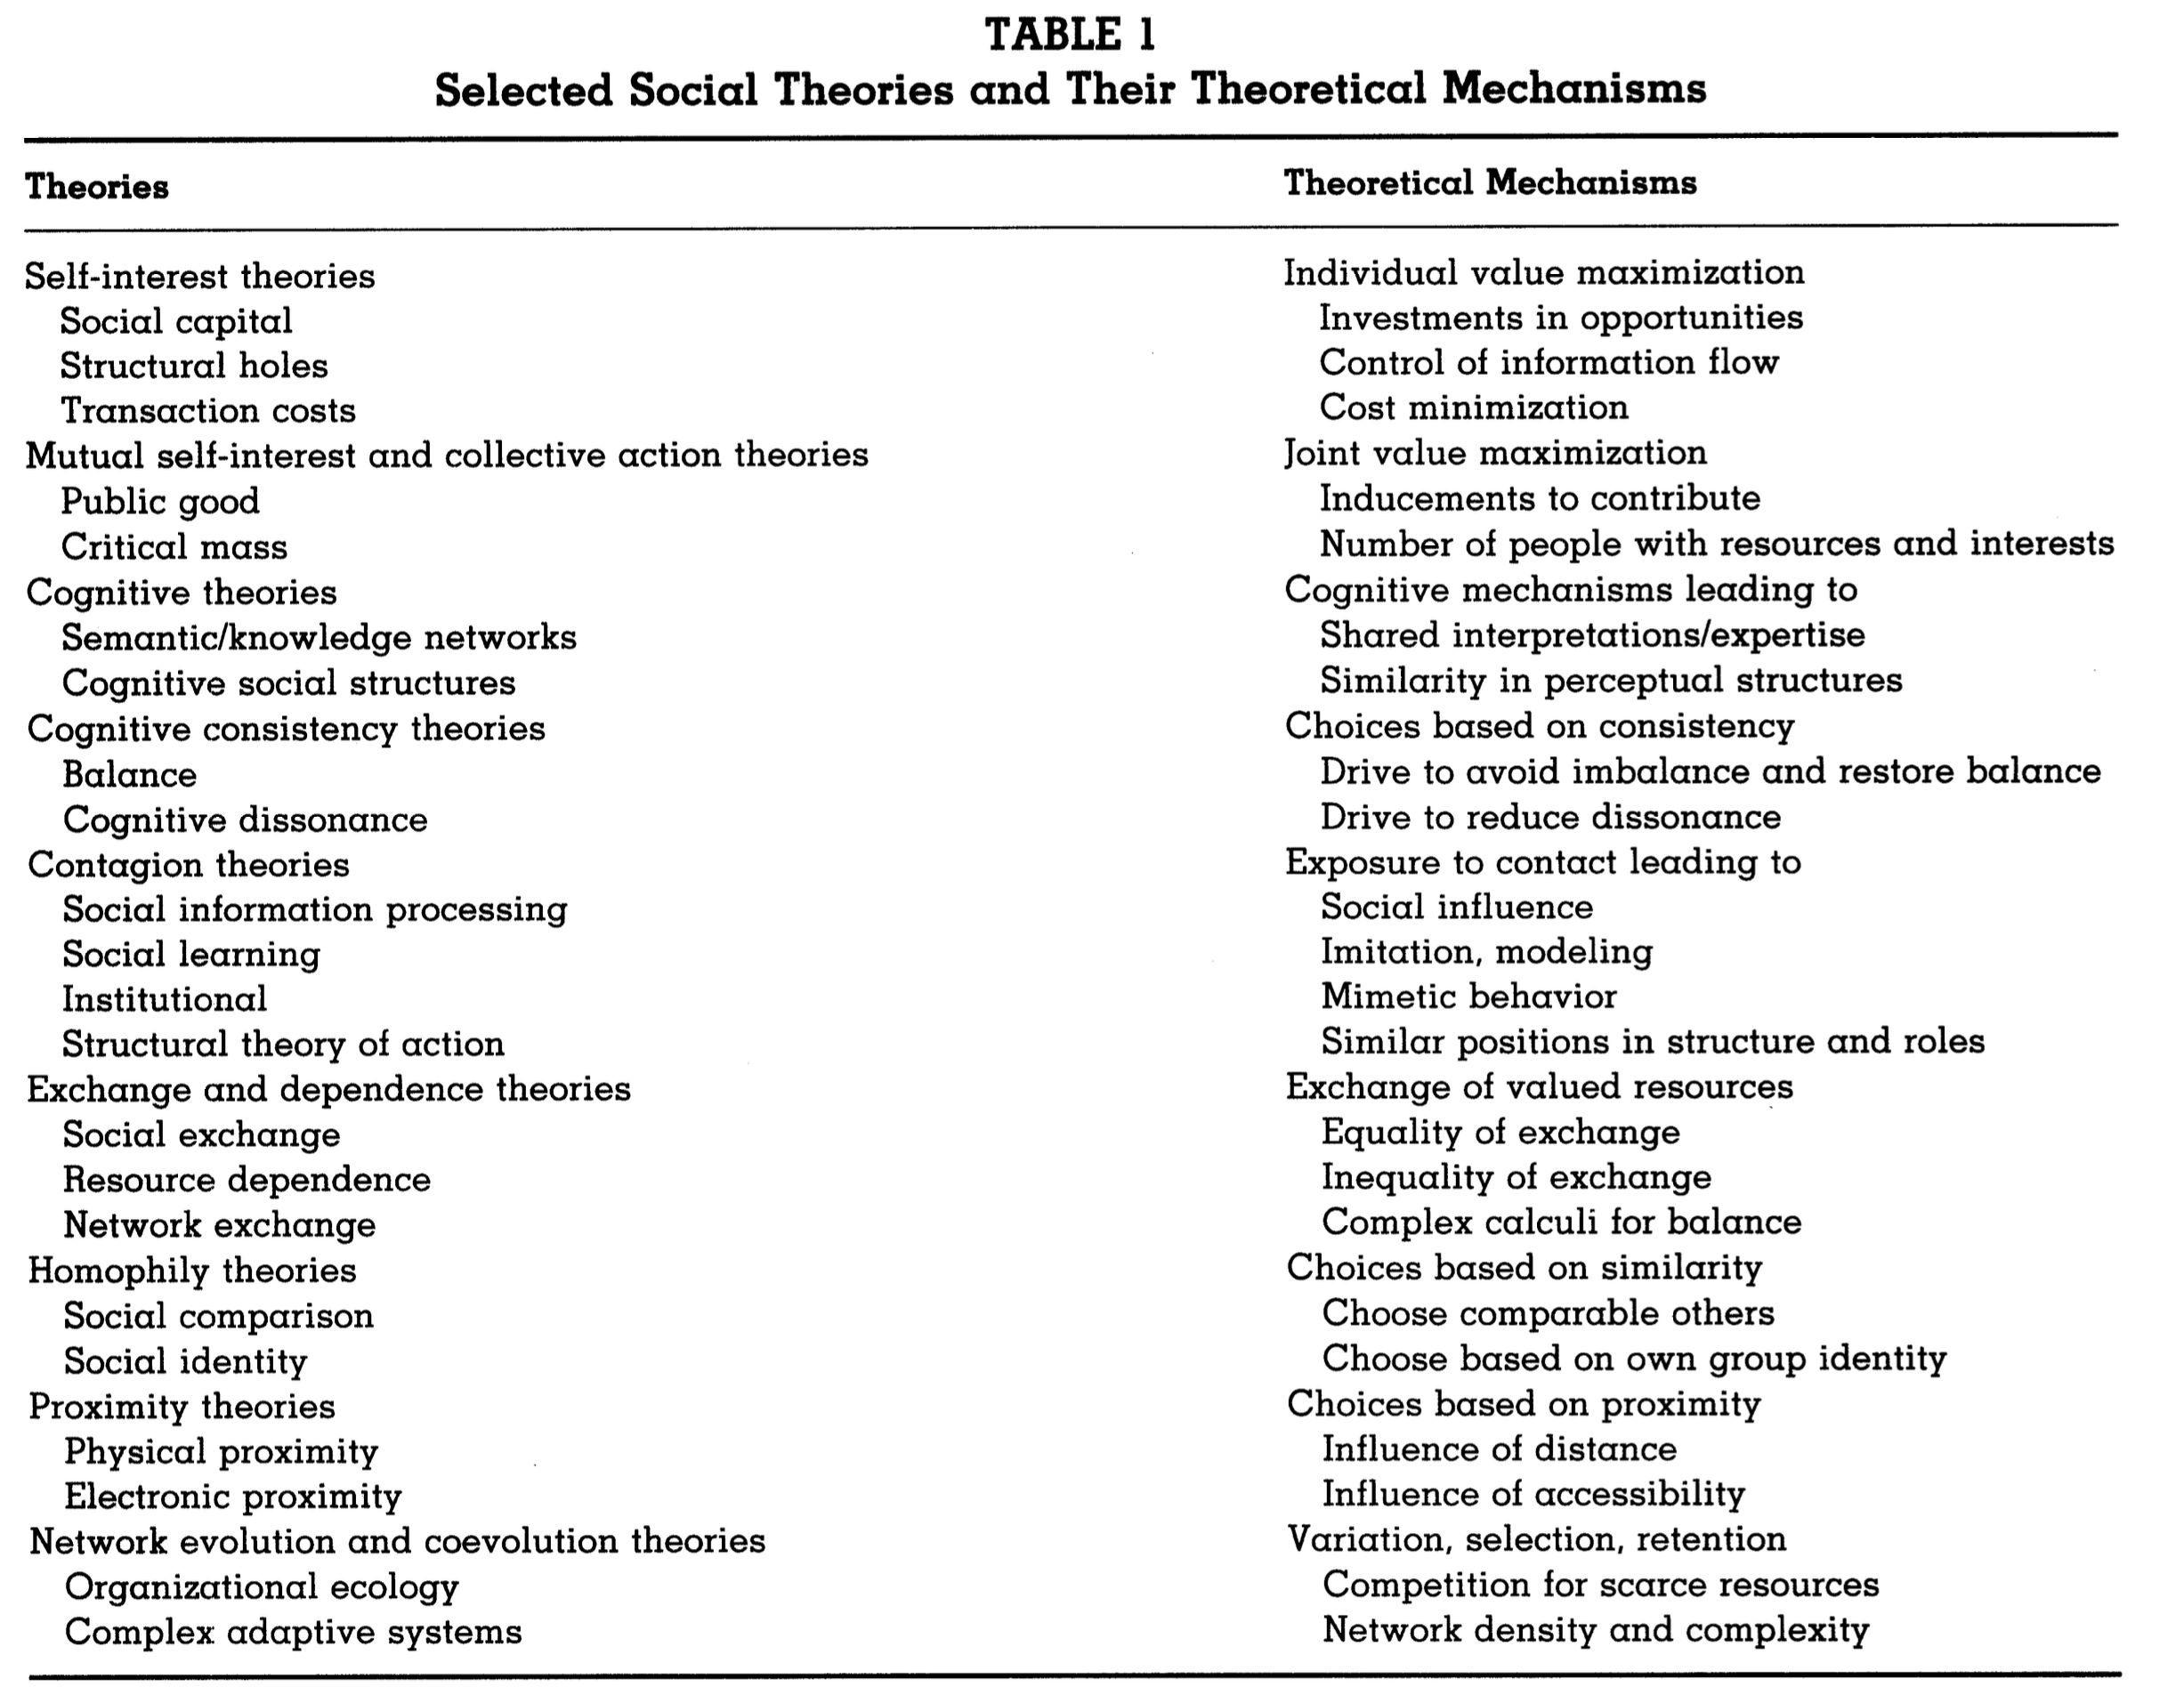 TABLE 1
Selected Social Theories and Their Theoretical Mechanisms
Theories Theoretical Mechanisms
Self-interest theories Individual value maximization
Social capital Investments in opportunities
Structural holes Control of information flow
Transaction costs Cost minimization
Mutual self-interest and collective action theories Joint value maximization
Public good Inducements to contribute
Critical mass Number of people with resources and interests
Cognitive theories Cognitive mechanisms leading to
Semantic/knowledge networks Shared interpretations/expertise
Cognitive social structures Similarity in perceptual structures
Cognitive consistency theories Choices based on consistency
Balance Drive to avoid imbalance and restore balance
Cognitive dissonance Drive to reduce dissonance
Contagion theories Exposure to contact leading to
Social information processing Social influence
Social learning Imitation, modeling
Institutional Mimetic behavior
Structural theory of action Similar positions in structure and roles
Exchange and dependence theories Exchange of valued resources
Social exchange Equality of exchange
Resource dependence Inequality of exchange
Network exchange Complex calculi for balance
Homophily theories Choices based on similarity
Social comparison Choose comparable others
Social identity Choose based on own group identity
Proximity theories Choices based on proximity
Physical proximity Influence of distance
Electronic proximity Influence of accessibility
Network evolution and coevolution theories Variation, selection, retention
Organizational ecology Competition for scarce resources
Complex adaptive systems Network density and complexity